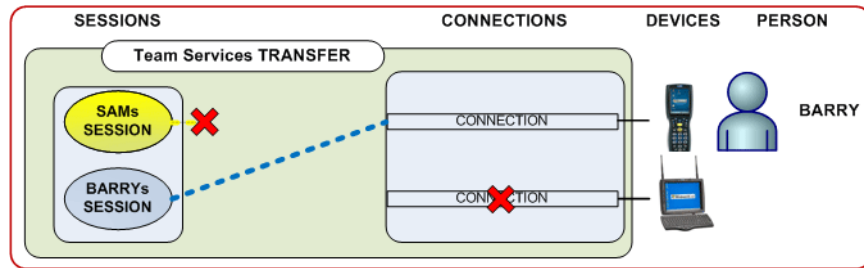 SESSIONS CONNECTIONS DEVICES PERSON
Team Services TRANSFER
SAMs
SESSION
CONNECTION
BARRY
BARRYs
SESSION
CONNECTION